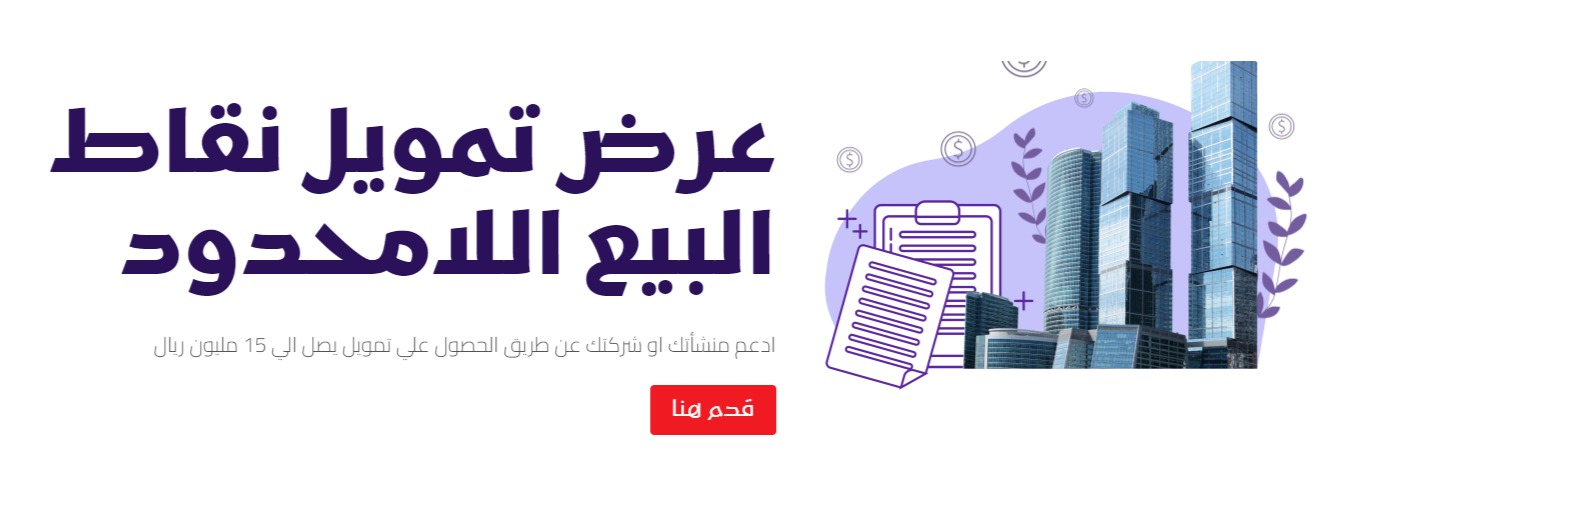 عرض تمويل نقاط
البيع اللامحدود
ادعم منشأتك او شركتك عن طريق الحصول علي تمويل يصل الي 15 مليون ريال
قدم هنا